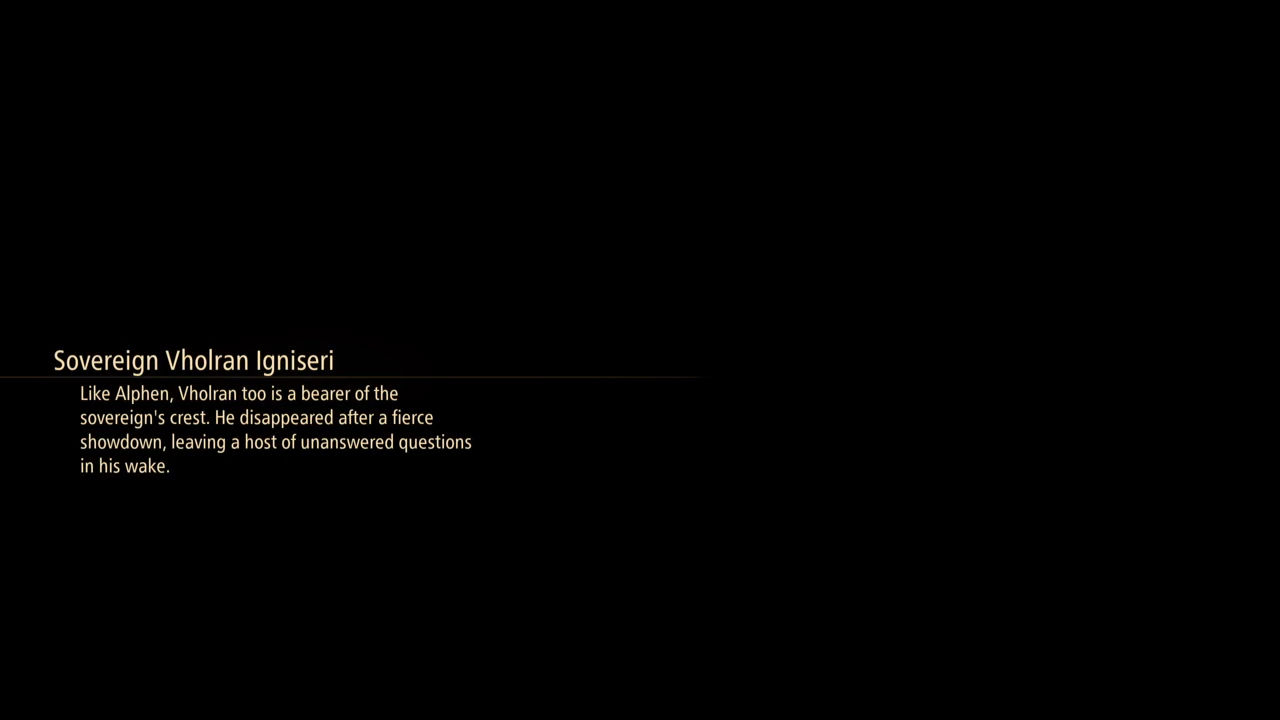 Sovereign Vholran Igniseri
Like Alphen, Vholran too is a bearer of the
sovereign's crest. He disappeared after a fierce
showdown, leaving a host of unanswered questions
in his wake.